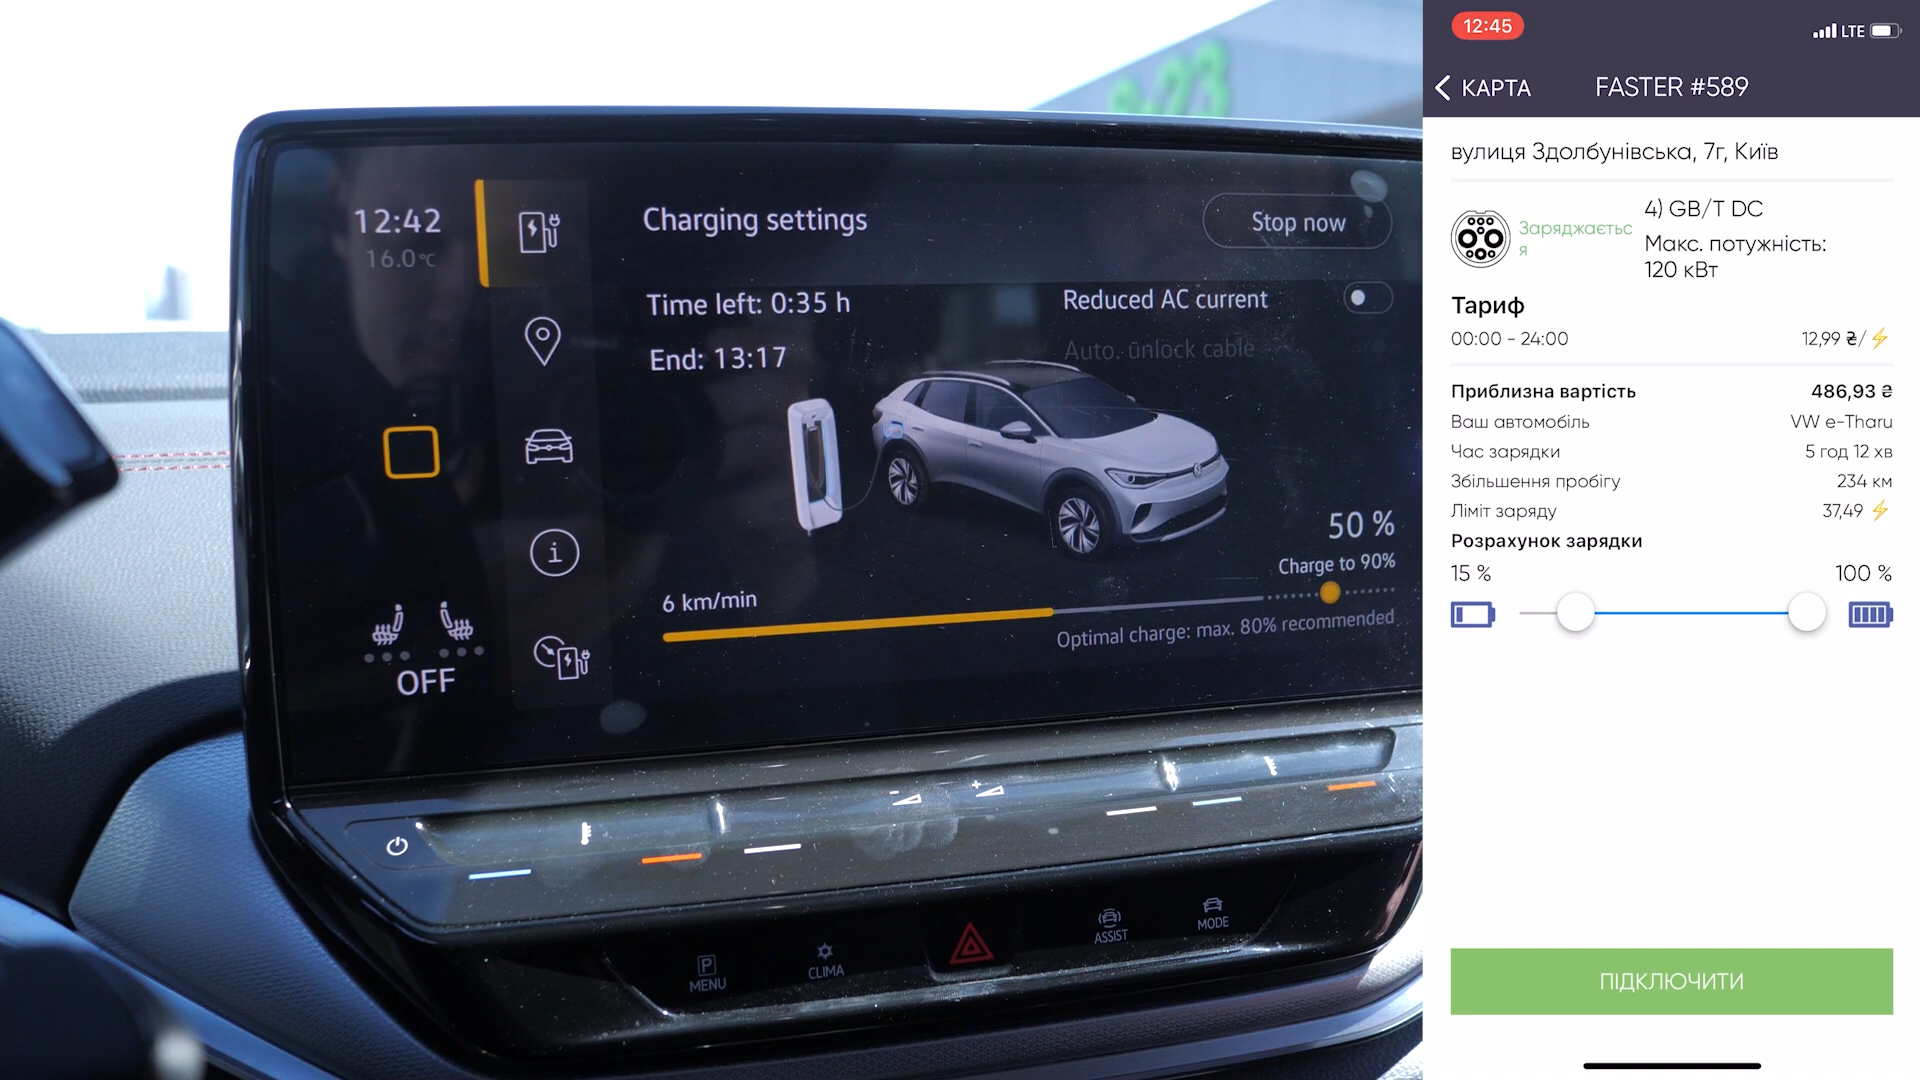 12:42
16.0°C
Charging settings
Stop now
Time left: 0:35 h
Reduced AC current
End: 13:17
Auto. unlock cable
50 %
Charge to 90%
6 km/min
Optimal charge: max. 80% recommended
OFF
MENU
CLIMA
ASSIST
MODE
12:45
LTE
КАРТА
FASTER #589
вулиця Здолбунівська, 7г, Київ
Заряджаєтьс
я
4) GB/T DC
Макс. потужність:
120 кВт
Тариф
00:00 - 24:00
12,99 ₴/⚡
Приблизна вартість
486,93 ₴
Ваш автомобіль
VW e-Tharu
Час зарядки
5 год 12 хв
Збільшення пробігу
234 км
Ліміт заряду
37,49 ⚡
Розрахунок зарядки
15 %
100 %
ПІДКЛЮЧИТИ